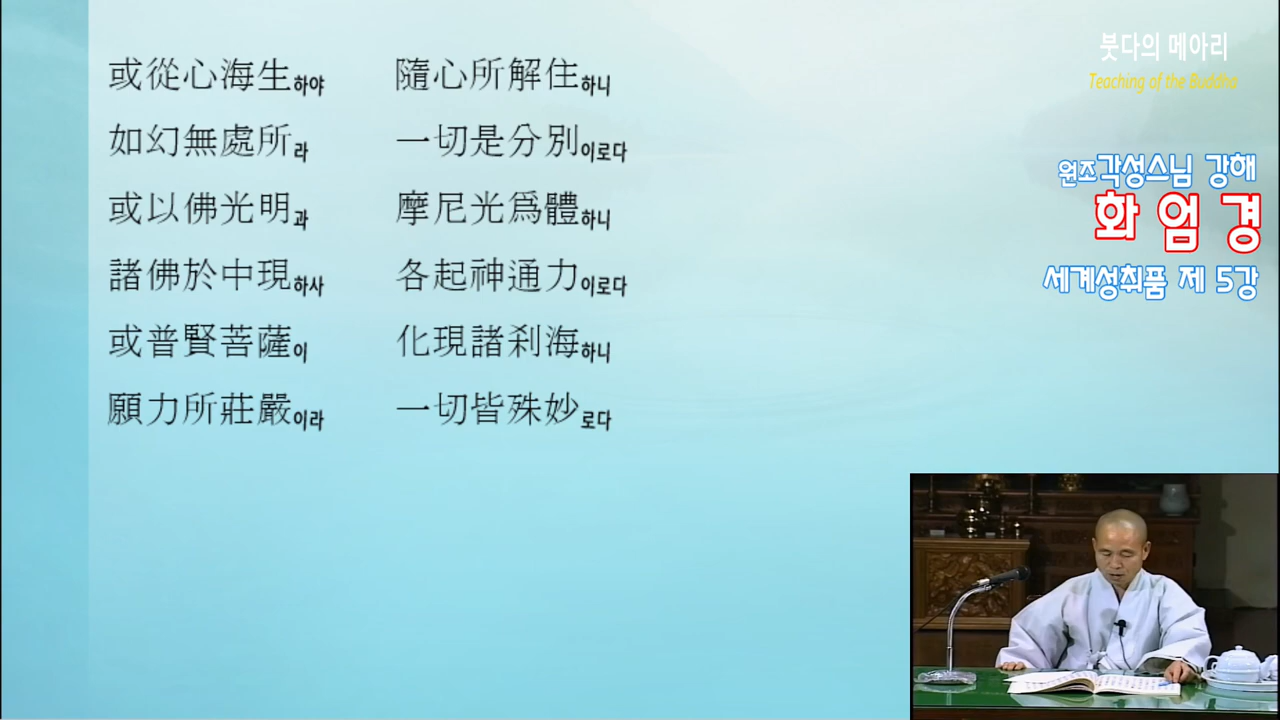 或從心海生하야 隨心所解住하니
如幻無處所라 一切是分別이로다
或以佛光明과 摩尼光爲體하니
諸佛於中現하사 各起神通力이로다
或普賢菩薩이 化現諸刹海하니
願力所莊嚴이라 一切皆殊妙로다
붓다의 메아리
Teaching of the Buddha
원조각성스님 강해
화엄경
세계성취품 제 5강